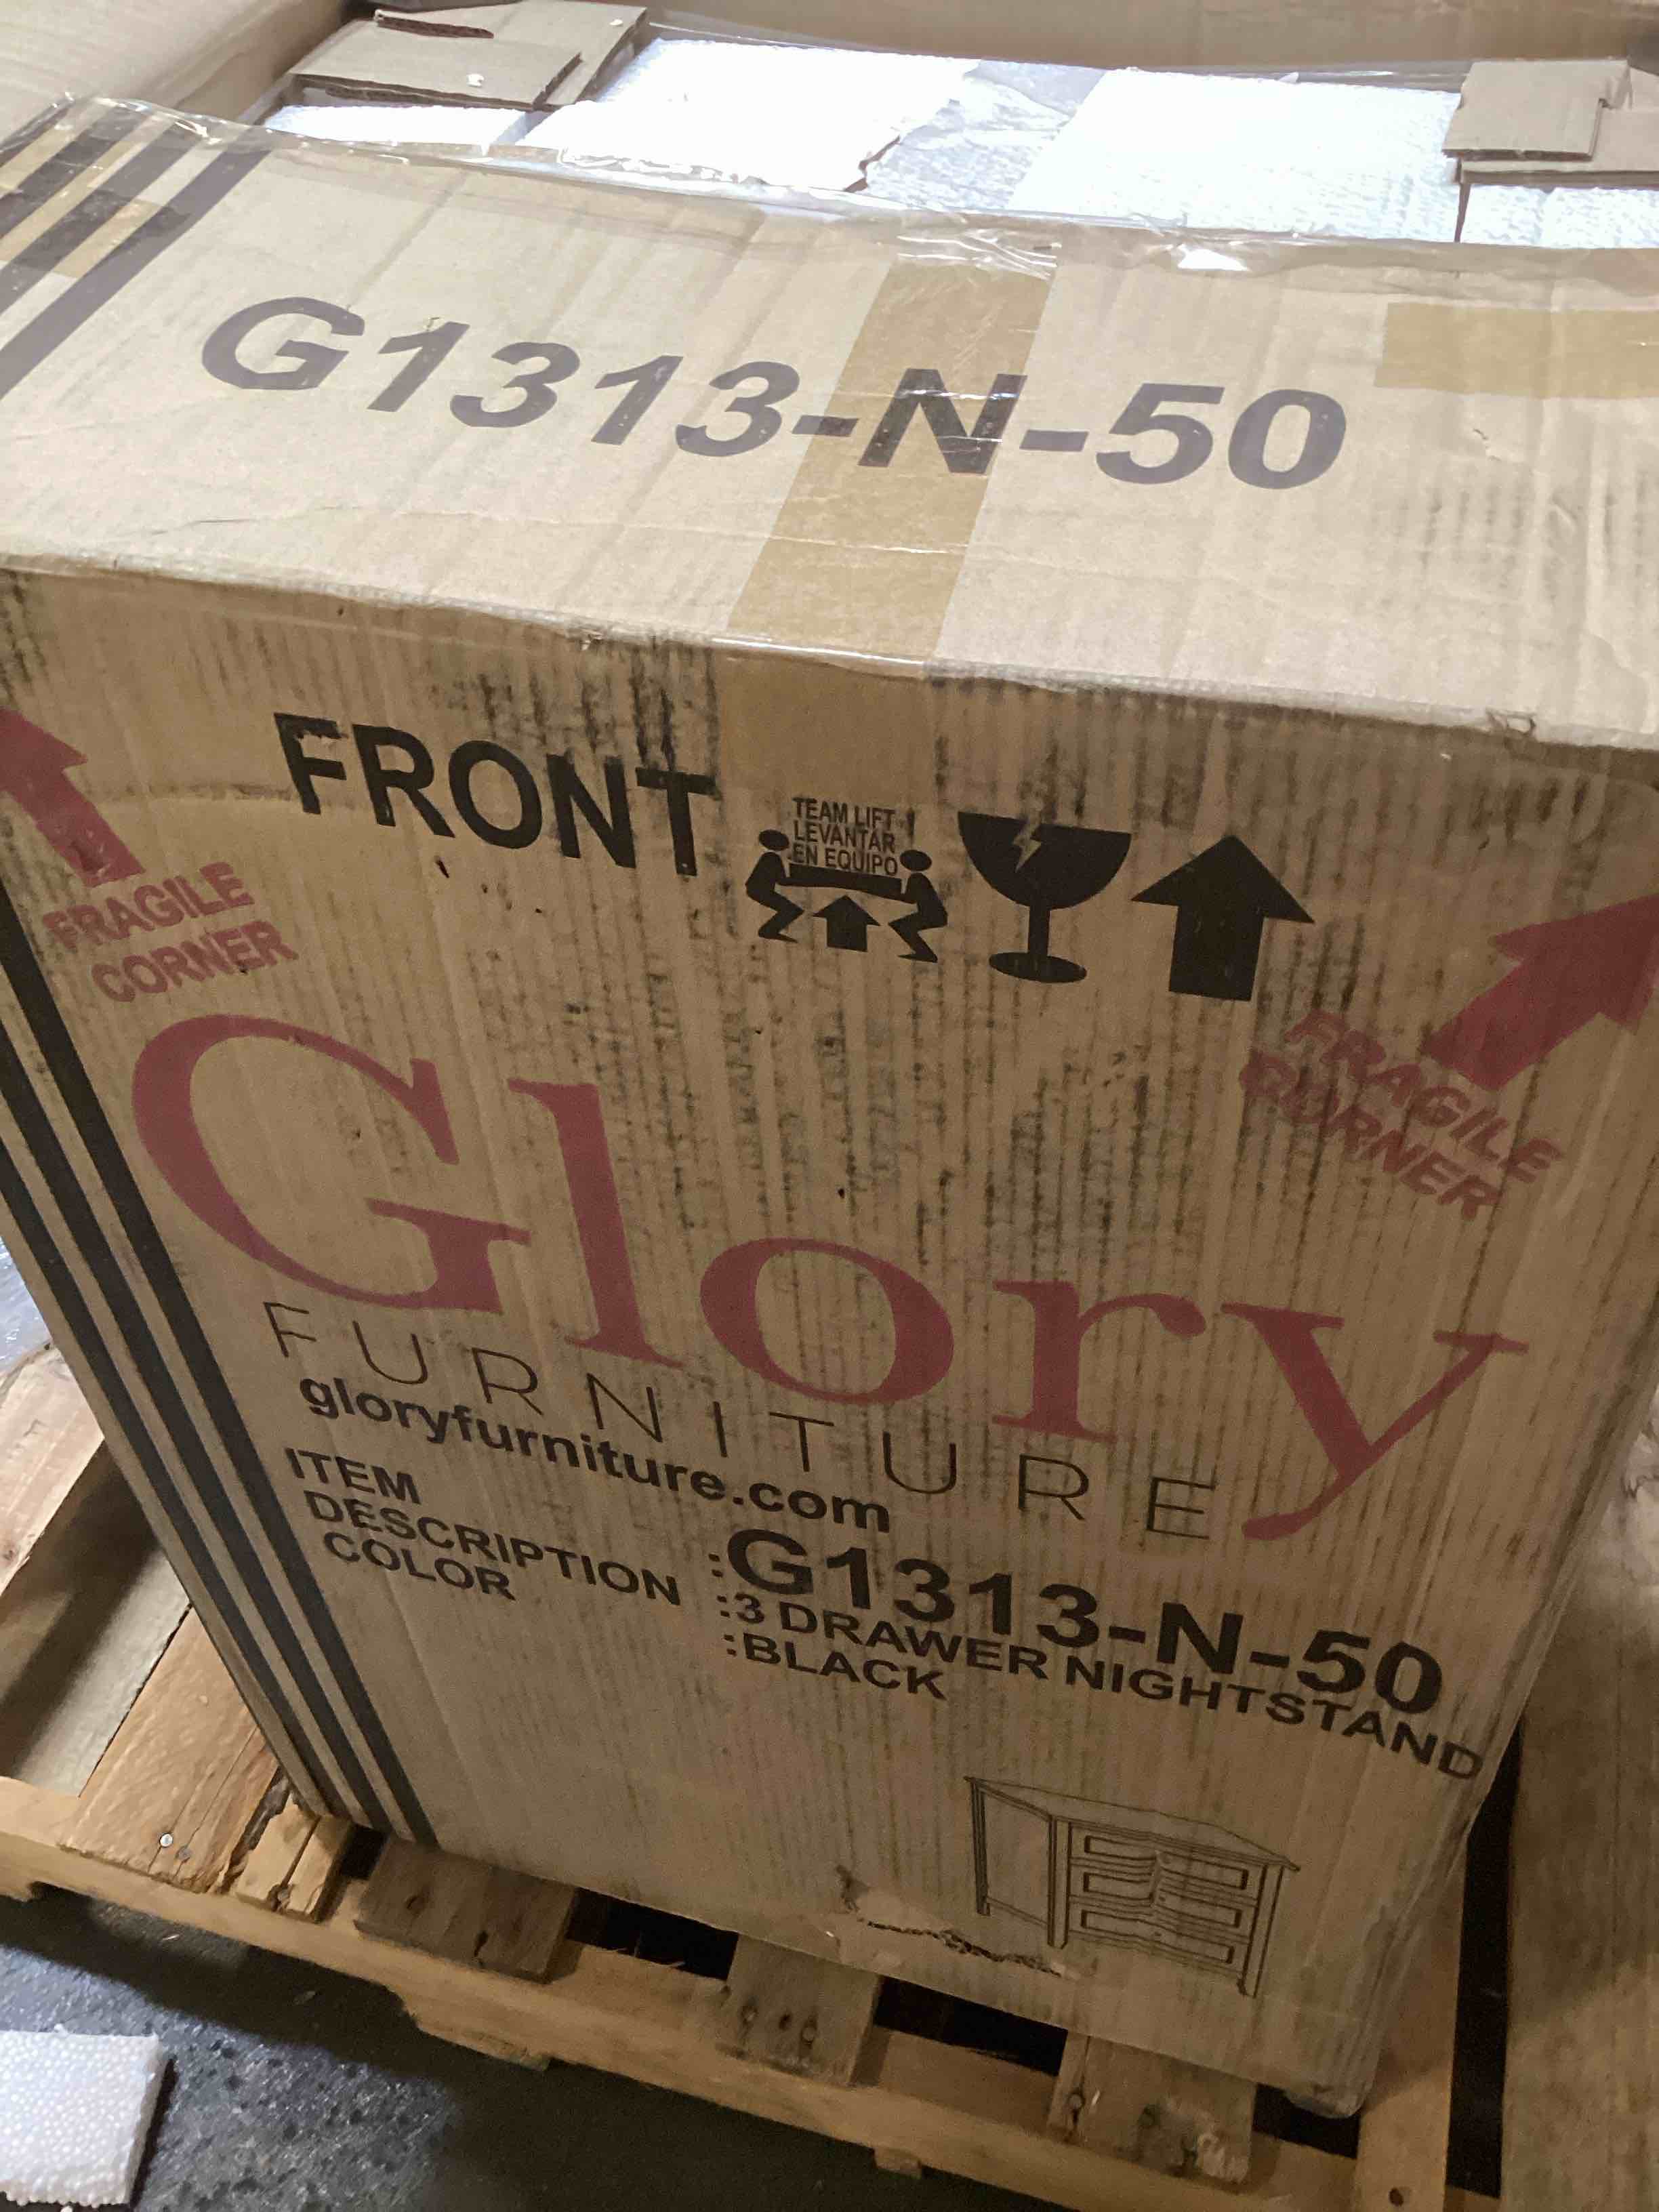 G1313-N-50
FRONT
TEAM LIFT
LEVANTAR
EN EQUIPO
FRAGILE
CORNER
FRAGILE
CORNER
Glory
FURNITURE
gloryfurniture.com
ITEM :G1313-N-50
DESCRIPTION :3 DRAWER NIGHTSTAND
COLOR :BLACK